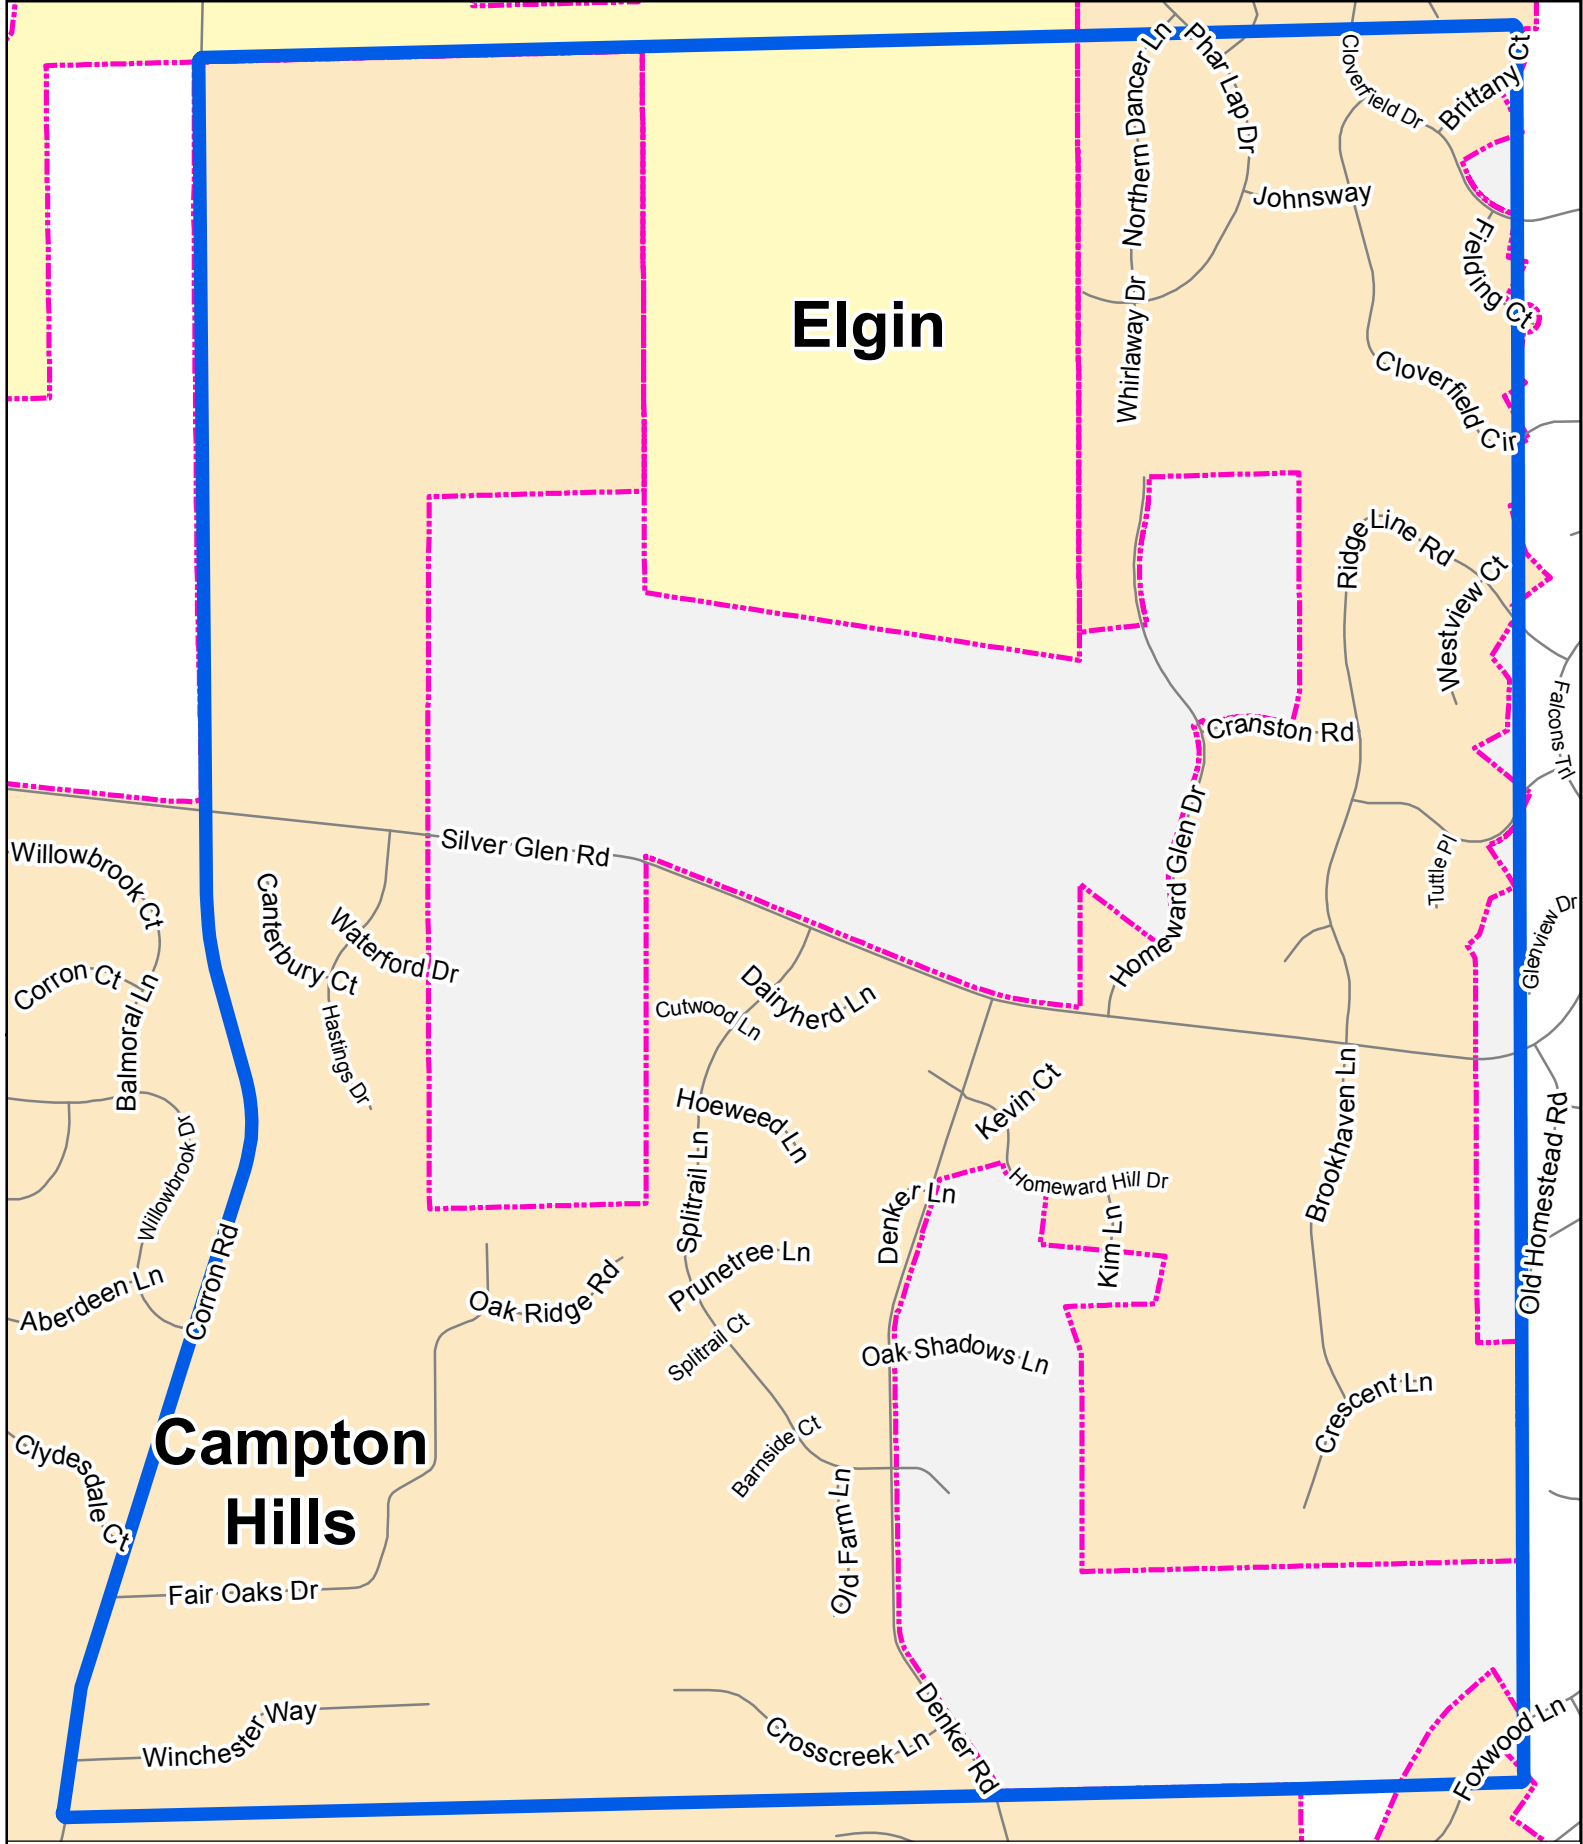 Northern Dancer Ln
Phar Lap Dr
Cloverfield Dr
Brittany Ct
Johnsway
Fielding Ct
Whirlaway Dr
Elgin
Cloverfield Cir
Ridge Line Rd
Westview Ct
Falcons Trl
Cranston Rd
Silver Glen Rd
Homeward Glen Dr
Tuttle Pl
Glenview Dr
Willowbrook Ct
Canterbury Ct
Waterford Dr
Corron Ct
Balmoral Ln
Hastings Dr
Dairyherd Ln
Cutwood Ln
Hoeweed Ln
Kevin Ct
Brookhaven Ln
Old Homestead Rd
Willowbrook Dr
Splitrail Ln
Denker Ln
Homeward Hill Dr
Kim Ln
Corron Rd
Aberdeen Ln
Oak Ridge Rd
Prunetree Ln
Splitrail Ct
Oak Shadows Ln
Crescent Ln
Campton
Hills
Clydesdale Ct
Barnside Ct
Old Farm Ln
Fair Oaks Dr
Winchester Way
Crosscreek Ln
Denker Rd
Foxwood Ln